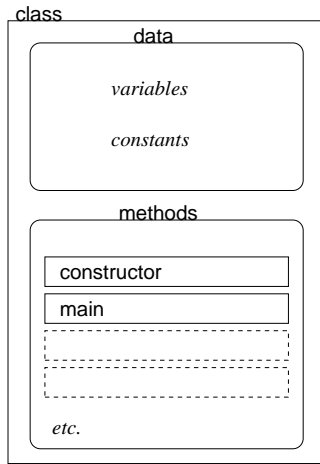 class
data
variables
constants
methods
constructor
main
etc.